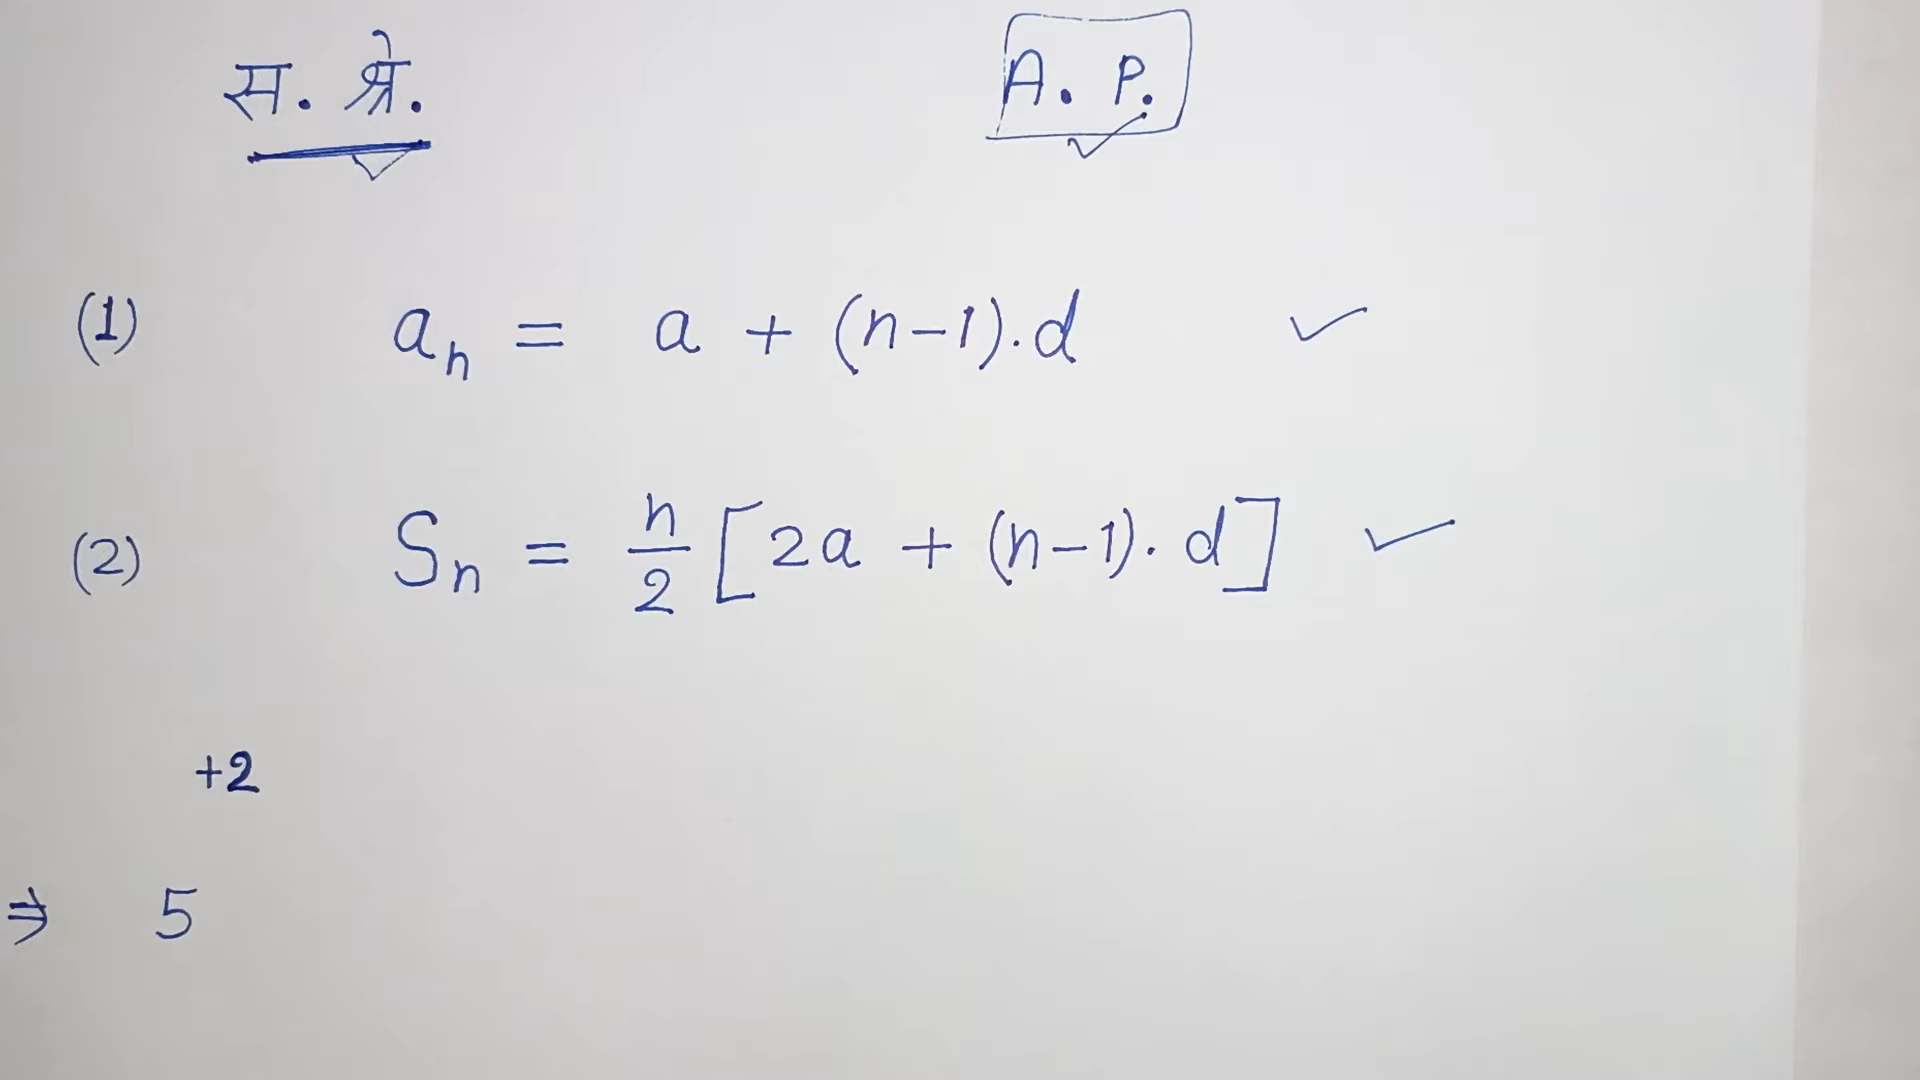 स. श्रे. A. P.
(1) aₙ = a + (n-1).d ✓
(2) Sₙ = n/2 [2a + (n-1). d] ✓
+2
⇒ 5